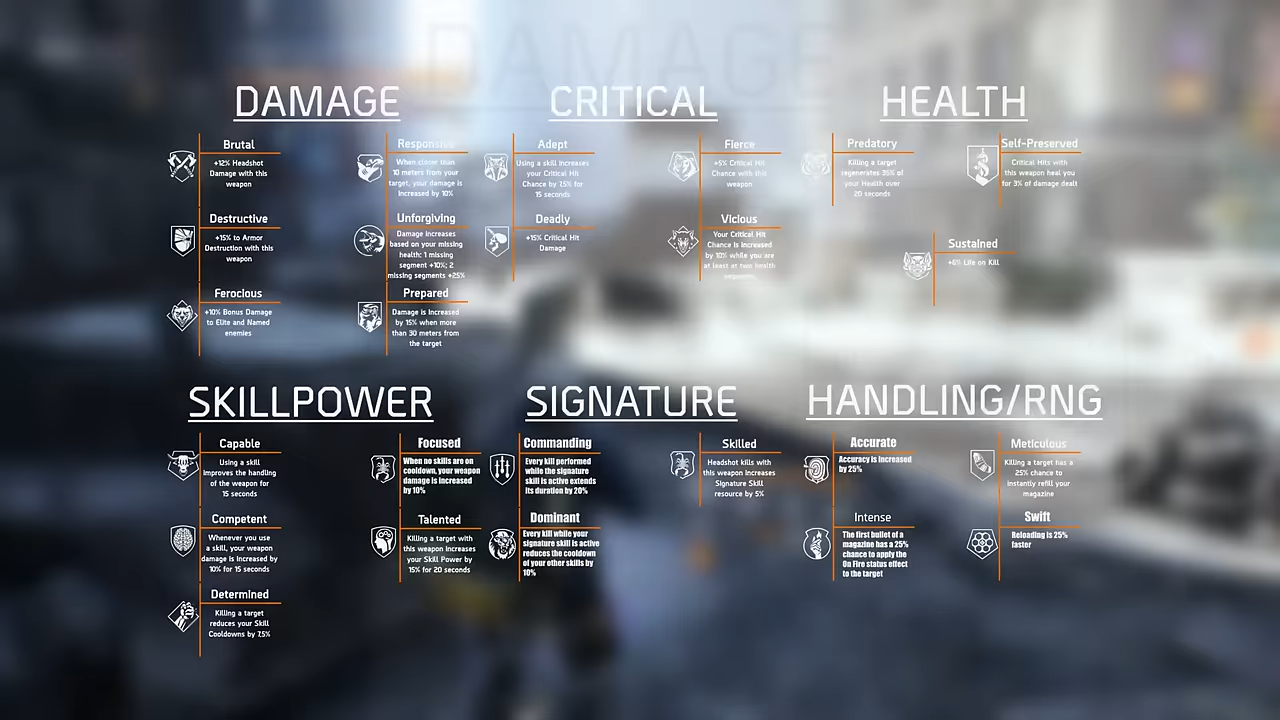 DAMAGE
DAMAGE
Brutal
+12% Headshot
Damage with this
weapon
Destructive
+15% to Armor
Destruction with this
weapon
Ferocious
+10% Bonus Damage
to Elite and Named
enemies
Responsive
When closer than
10 meters from your
target, your damage is
increased by 10%
Unforgiving
Damage increases
based on your missing
health: 1 missing
segment +10%; 2
missing segments +25%
Prepared
Damage is increased
by 15% when more
than 30 meters from
the target
CRITICAL
Adept
Using a skill increases
your Critical Hit
Chance by 7.5% for
15 seconds
Deadly
+15% Critical Hit
Damage
Fierce
+5% Critical Hit
Chance with this
weapon
Vicious
Your Critical Hit
Chance is increased
by 10% while you are
at least at two health
segments
HEALTH
Predatory
Killing a target
regenerates 35% of
your Health over
20 seconds
Self-Preserved
Critical Hits with
this weapon heal you
for 3% of damage dealt
Sustained
+6% Life on Kill
SKILLPOWER
Capable
Using a skill
improves the handling
of the weapon for
15 seconds
Competent
Whenever you use
a skill, your weapon
damage is increased by
10% for 15 seconds
Determined
Killing a target
reduces your Skill
Cooldowns by 7.5%
Focused
When no skills are on
cooldown, your weapon
damage is increased
by 10%
Talented
Killing a target with
this weapon increases
your Skill Power by
15% for 20 seconds
SIGNATURE
Commanding
Every kill performed
while the signature
skill is active extends
its duration by 20%
Dominant
Every kill while your
signature skill is active
reduces the cooldown
of your other skills by
10%
Skilled
Headshot kills with
this weapon increases
Signature Skill
resource by 5%
HANDLING/RNG
Accurate
Accuracy is increased
by 25%
Intense
The first bullet of a
magazine has a 25%
chance to apply the
On Fire status effect
to the target
Meticulous
Killing a target has a
25% chance to
instantly refill your
magazine
Swift
Reloading is 25%
faster